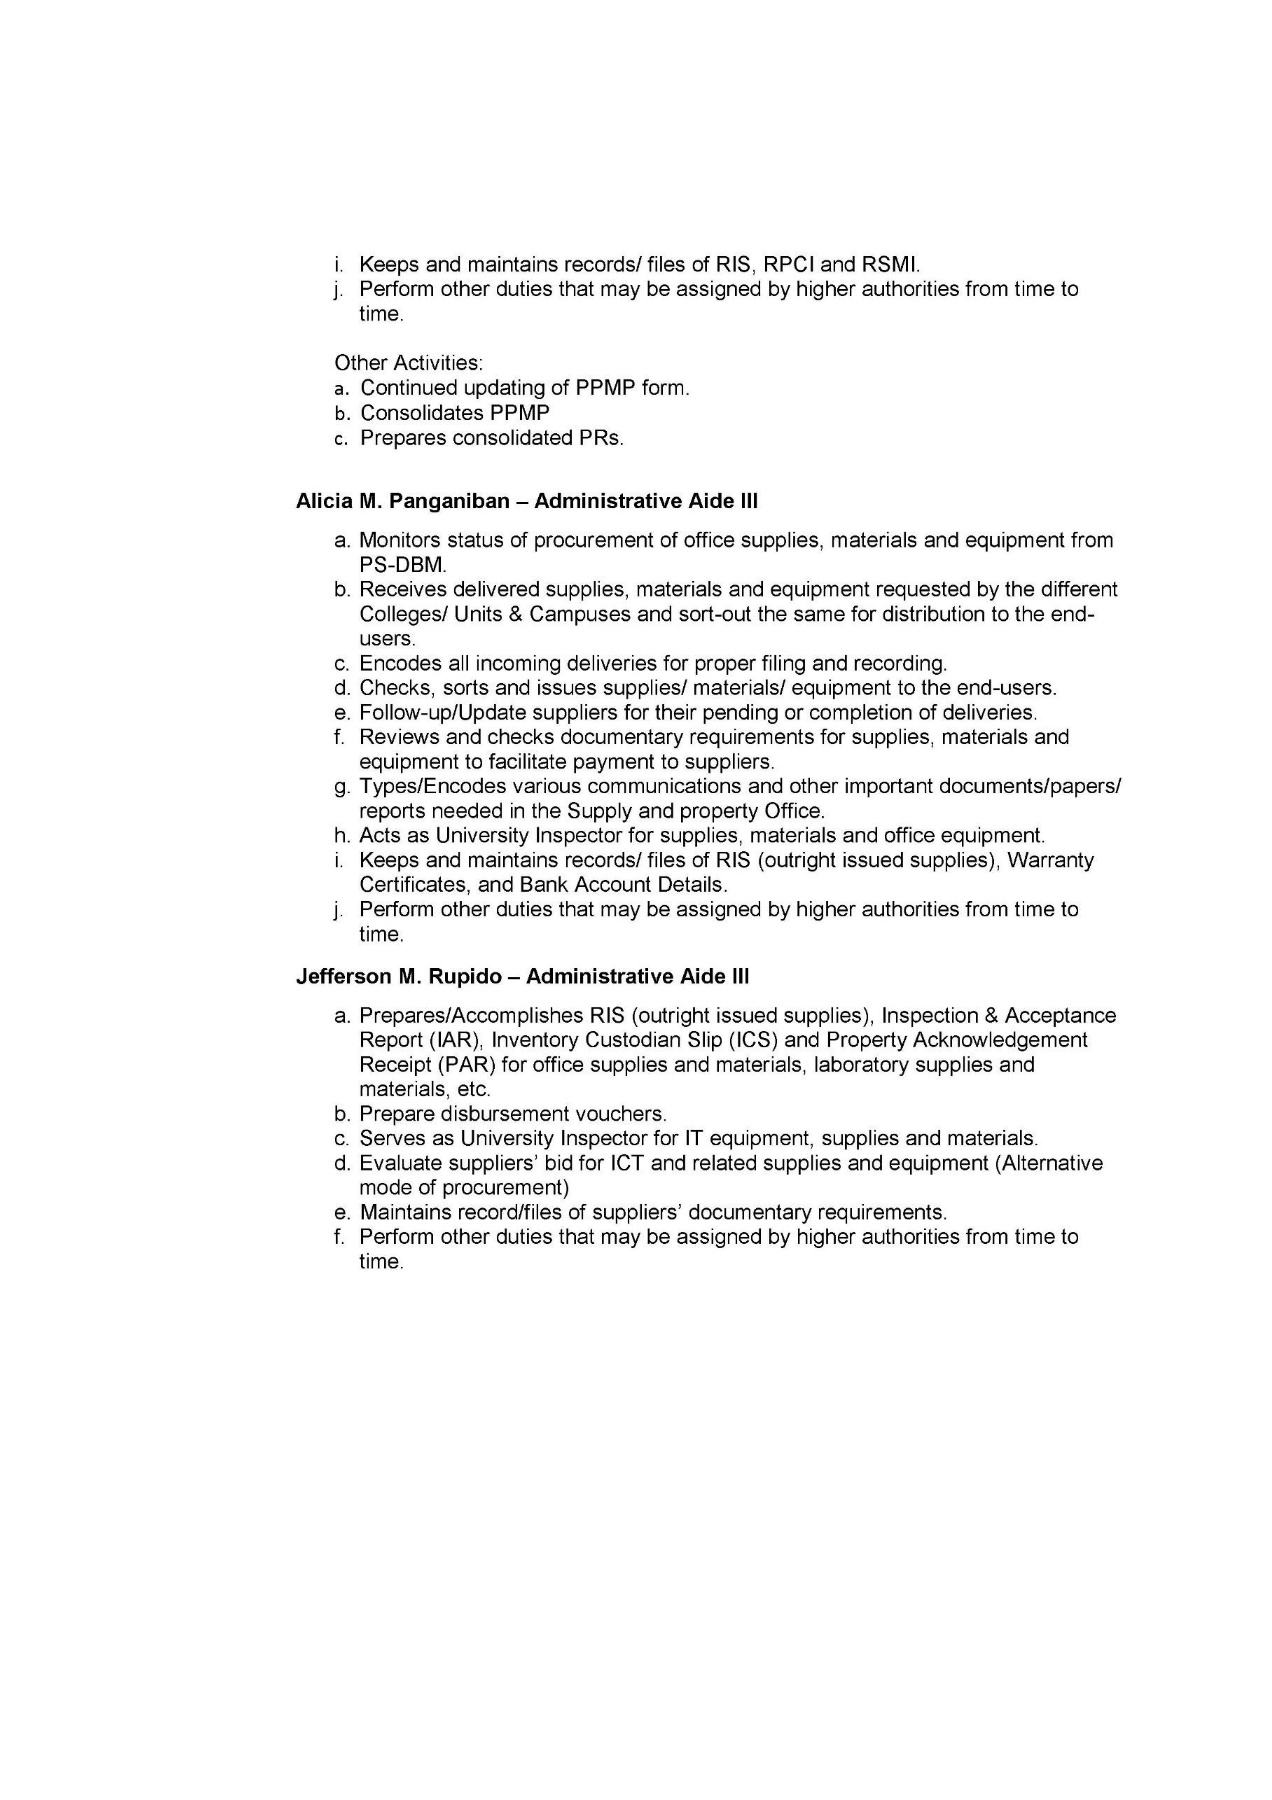 i. Keeps and maintains records/ files of RIS, RPCI and RSMI.
j. Perform other duties that may be assigned by higher authorities from time to
time.
Other Activities:
a. Continued updating of PPMP form.
b. Consolidates PPMP
c. Prepares consolidated PRs.
Alicia M. Panganiban – Administrative Aide III
a. Monitors status of procurement of office supplies, materials and equipment from
PS-DBM.
b. Receives delivered supplies, materials and equipment requested by the different
Colleges/ Units & Campuses and sort-out the same for distribution to the end-
users.
c. Encodes all incoming deliveries for proper filing and recording.
d. Checks, sorts and issues supplies/ materials/ equipment to the end-users.
e. Follow-up/Update suppliers for their pending or completion of deliveries.
f. Reviews and checks documentary requirements for supplies, materials and
equipment to facilitate payment to suppliers.
g. Types/Encodes various communications and other important documents/papers/
reports needed in the Supply and property Office.
h. Acts as University Inspector for supplies, materials and office equipment.
i. Keeps and maintains records/ files of RIS (outright issued supplies), Warranty
Certificates, and Bank Account Details.
j. Perform other duties that may be assigned by higher authorities from time to
time.
Jefferson M. Rupido – Administrative Aide III
a. Prepares/Accomplishes RIS (outright issued supplies), Inspection & Acceptance
Report (IAR), Inventory Custodian Slip (ICS) and Property Acknowledgement
Receipt (PAR) for office supplies and materials, laboratory supplies and
materials, etc.
b. Prepare disbursement vouchers.
c. Serves as University Inspector for IT equipment, supplies and materials.
d. Evaluate suppliers’ bid for ICT and related supplies and equipment (Alternative
mode of procurement)
e. Maintains record/files of suppliers’ documentary requirements.
f. Perform other duties that may be assigned by higher authorities from time to
time.